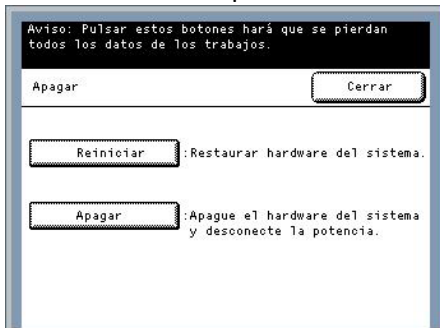 Aviso: Pulsar estos botones hará que se pierdan
todos los datos de los trabajos.
Apagar
Cerrar
Reiniciar :Restaurar hardware del sistema.
Apagar :Apague el hardware del sistema
y desconecte la potencia.